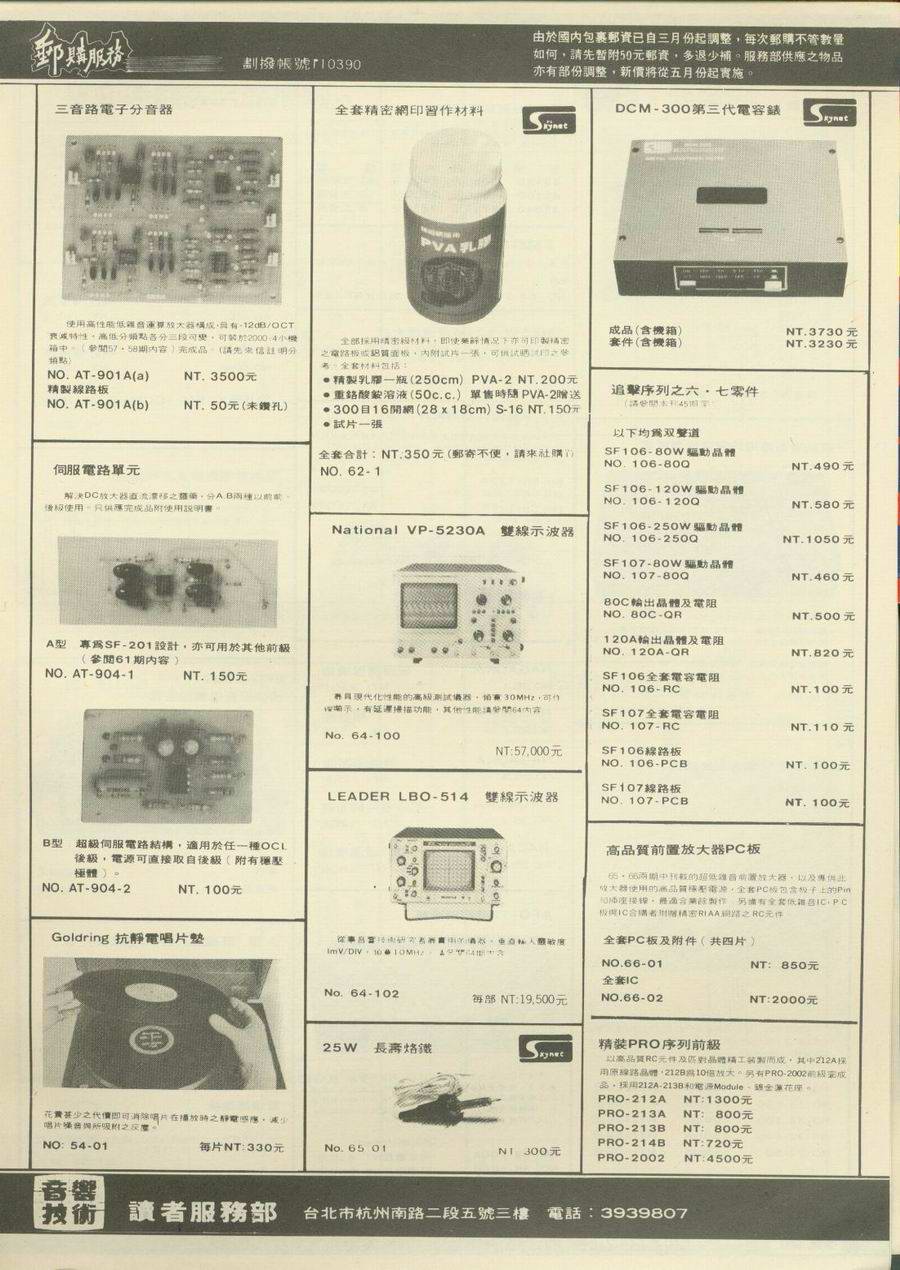 郵購服務
劃撥帳號110390
由於國內包裹郵資已自三月份起調整，每次郵購不管數量
如何，請先暫附50元郵資，多退少補。服務部供應之物品
亦有部份調整，新價將從五月份起實施。
三音路電子分音器
使用高性能低雜音運算放大器構成，具有-12dB/OCT
衰減特性，高低分頻點各分三段可變，可裝於2000-4小機
箱中。（參閱57、58期內容）完成品。（請先來信註明分
頻點）
NO. AT-901A(a) NT. 3500元
精製線路板
NO. AT-901A(b) NT. 50元(未鑽孔)
伺服電路單元
解決DC放大器直流漂移之靈藥，分A.B兩種以前前、
後級使用。只供應完成品附使用說明書。
A型 專為SF-201設計，亦可用於其他前級
（參閱61期內容）
NO. AT-904-1 NT. 150元
B型 超級伺服電路結構，適用於任一種OCL
後級，電源可直接取自後級（附有穩壓
極體）。
NO. AT-904-2 NT. 100元
Goldring 抗靜電唱片墊
花費甚少之代價即可消除唱片在播放時之靜電感應，減少
唱片噪音與所吸附之灰塵。
NO: 54-01 每片NT:330元
全套精密網印習作材料
Skynet
PVA乳膠
全部採用精密級材料，即使業餘情況下亦可印製精密
之電路板或鋁質面板，內附試片一張，可供試晒試印之參
考。全套材料包括：
●精製乳膠一瓶(250cm) PVA-2 NT.200元
●重鉻酸銨溶液(50c.c.) 單售時隨PVA-2贈送
●300目16開網(28 x 18cm) S-16 NT.150元
●試片一張
全套合計：NT.350元(郵寄不便，請來社購
NO. 62-1
National VP-5230A 雙線示波器
最具現代化性能的高級測試儀器，頻寬30MHz，可作
線顯示，有延遲掃描功能，其他性能請參閱64內容
No. 64-100
NT:57,000元
LEADER LBO-514 雙線示波器
從事音響技術研究者最實用的儀器，垂直輸入靈敏度
1mV/DIV，頻寬10MHz，
No. 64-102 每部 NT:19,500元
25W 長壽烙鐵
Skynet
No. 65 01 NT 300元
DCM-300第三代電容錶
Skynet
成品(含機箱) NT.3730元
套件(含機箱) NT.3230元
追擊序列之六、七零件
（請參閱本刊45期
以下均為双聲道
SF106-80W驅動晶體
NO. 106-80Q NT.490元
SF106-120W驅動晶體
NO. 106-120Q NT.580元
SF106-250W驅動晶體
NO. 106-250Q NT.1050元
SF107-80W驅動晶體
NO. 107-80Q NT.460元
80C輸出晶體及電阻
NO. 80C-QR NT.500元
120A輸出晶體及電阻
NO. 120A-QR NT.820元
SF106全套電容電阻
NO. 106-RC NT.100元
SF107全套電容電阻
NO. 107-RC NT.110元
SF106線路板
NO. 106-PCB NT. 100元
SF107線路板
NO. 107-PCB NT. 100元
高品質前置放大器PC板
65、66兩期中刊載的超低雜音前置放大器，以及專供此
放大器使用的高品質穩壓電源，全套PC板包含板子上的Pin
和插座接線，最適合業餘製作 另備有全套低雜音IC，PC
板與IC合購者附贈精密RIAA網路之RC元件
全套PC板及附件（共四片）
NO.66-01 NT: 850元
全套IC
NO.66-02 NT:2000元
精裝PRO序列前級
以高品質RC元件及匹對晶體精工裝製而成，其中212A採
用原線路晶體，212B為10倍放大。另有PRO-2002前級完成
品，採用212A-213B和電源Module、鍍金蓮花座。
PRO-212A NT:1300元
PRO-213A NT: 800元
PRO-213B NT: 800元
PRO-214B NT:720元
PRO-2002 NT:4500元
音響技術
讀者服務部 台北市杭州南路二段五號三樓 電話：3939807